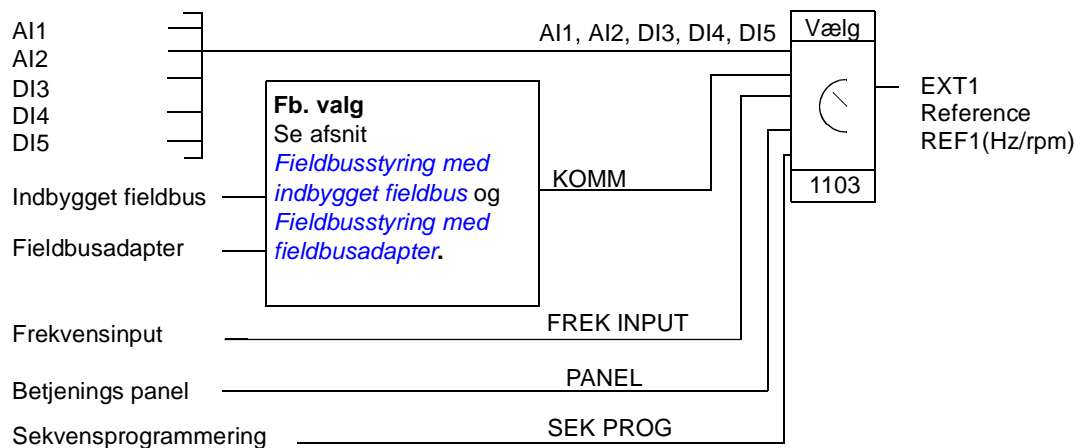 AI1
AI2
DI3
DI4
DI5
AI1, AI2, DI3, DI4, DI5
Vælg
1103
EXT1
Reference
REF1(Hz/rpm)
Fb. valg
Se afsnit
Fieldbusstyring med
indbygget fieldbus og
Fieldbusstyring med
fieldbusadapter.
Indbygget fieldbus
Fieldbusadapter
KOMM
Frekvensinput
FREK INPUT
Betjenings panel
PANEL
Sekvensprogrammering
SEK PROG